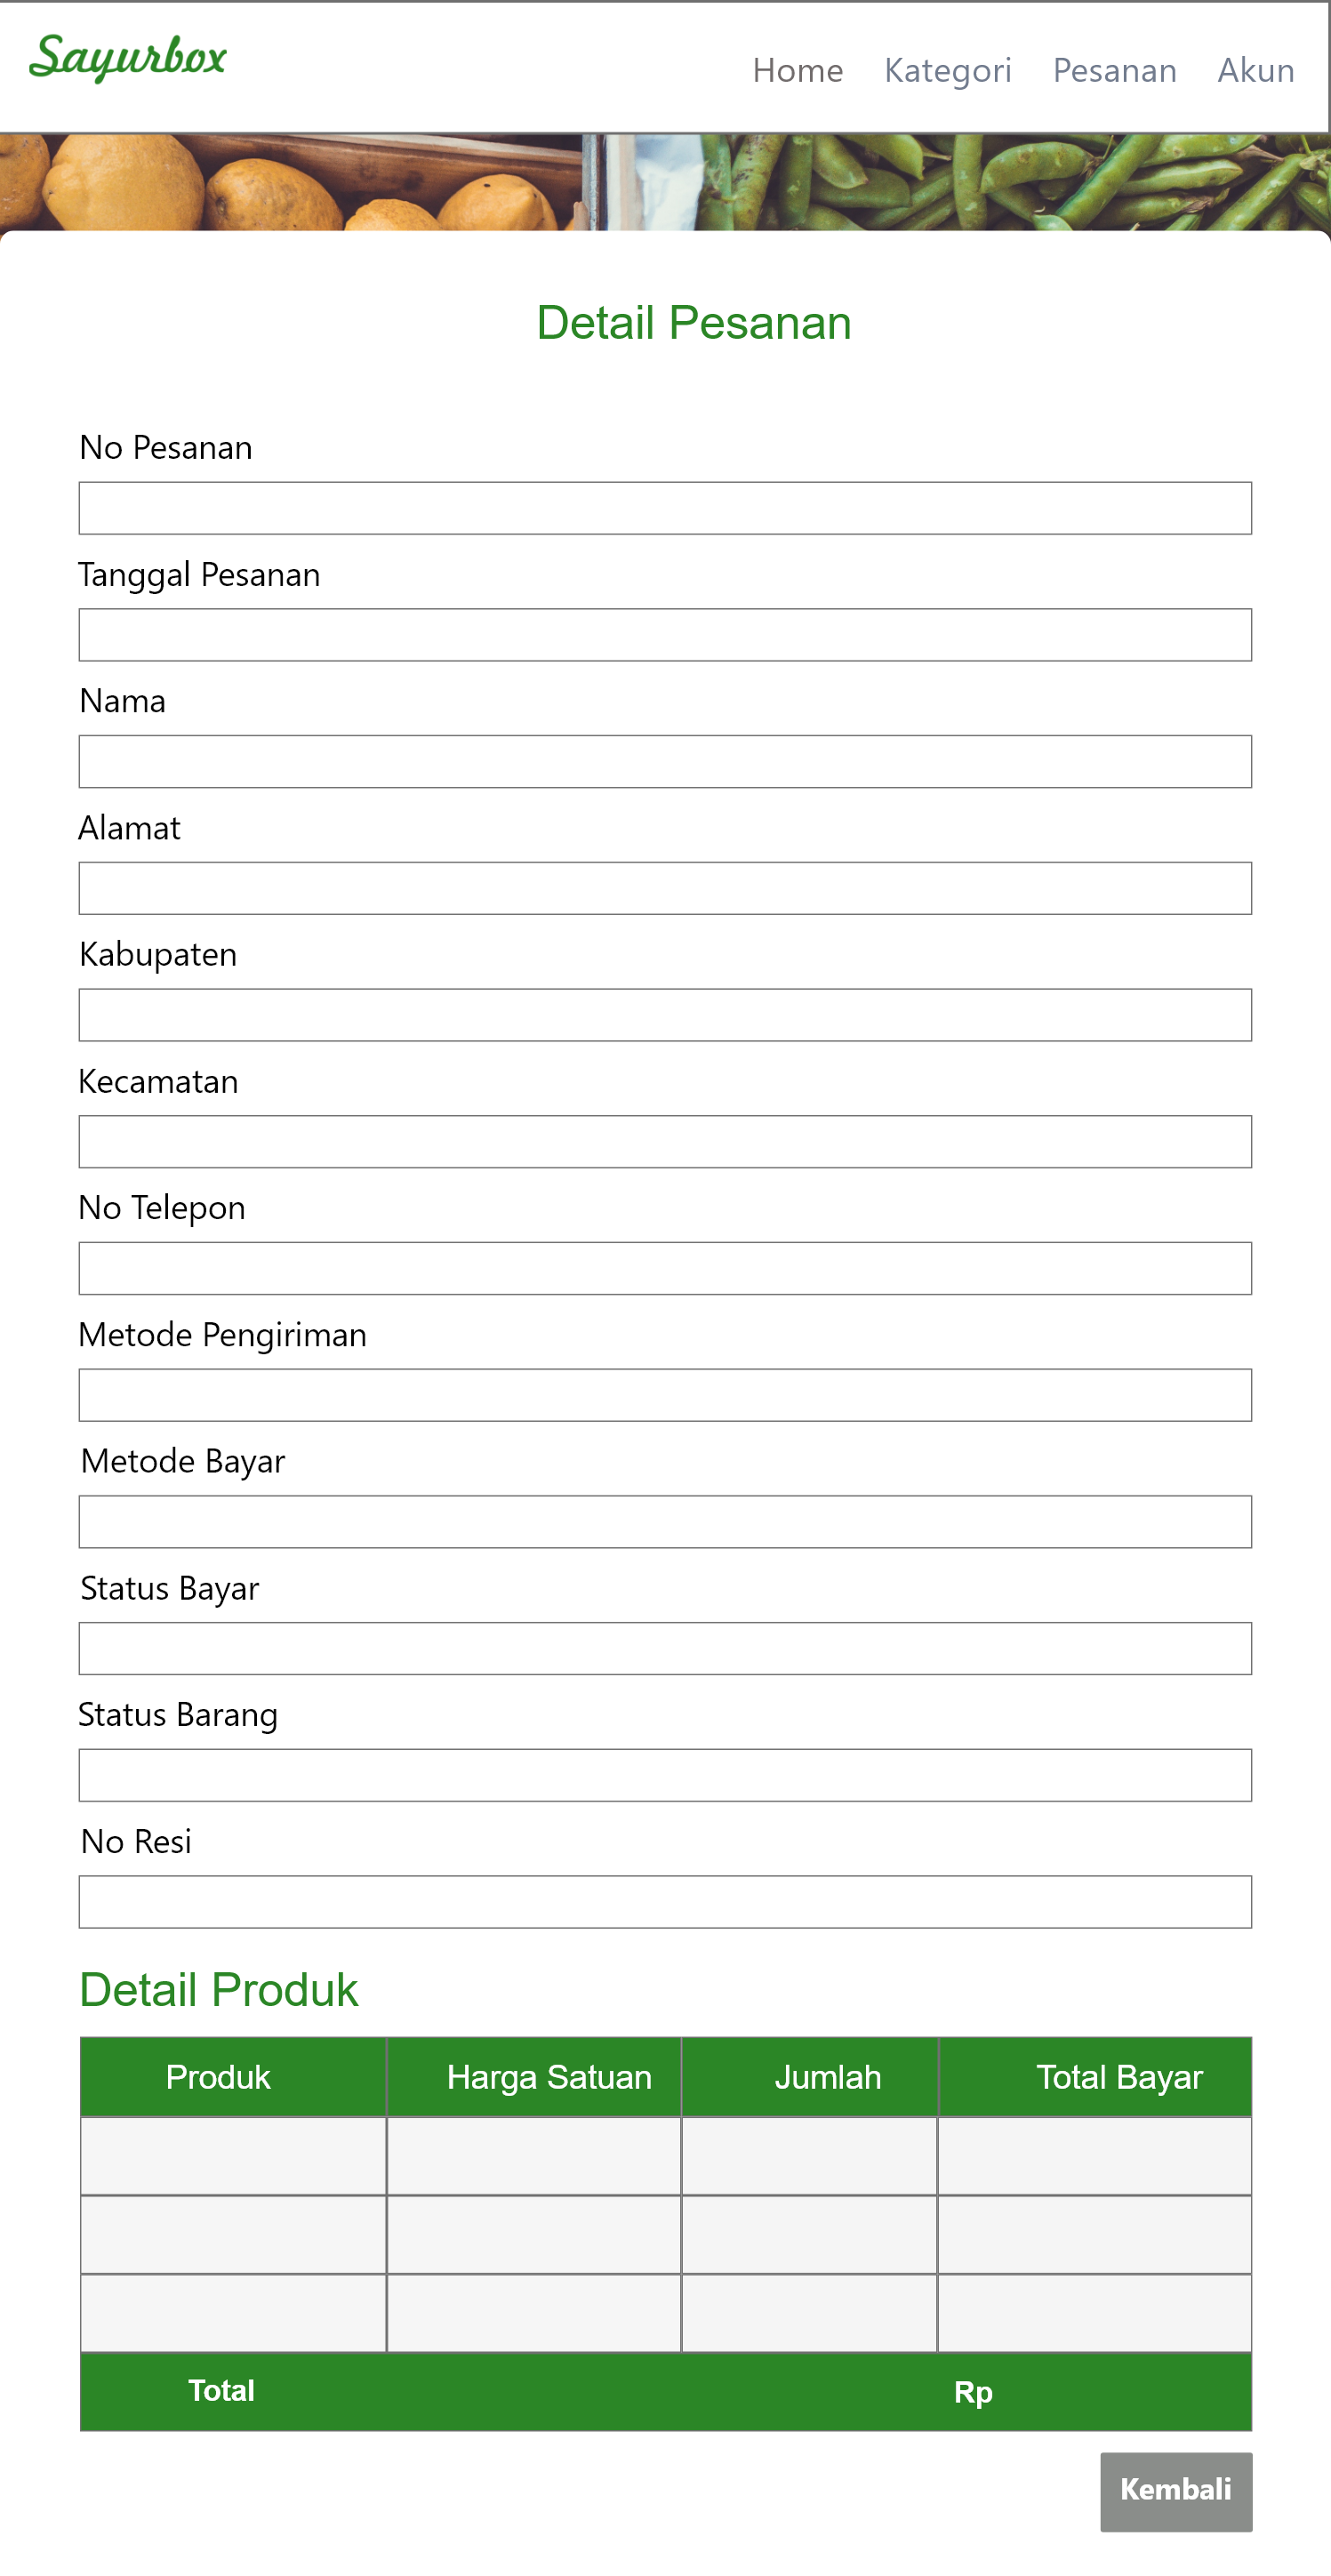 Sayurbox
Home Kategori Pesanan Akun
Detail Pesanan
No Pesanan
Tanggal Pesanan
Nama
Alamat
Kabupaten
Kecamatan
No Telepon
Metode Pengiriman
Metode Bayar
Status Bayar
Status Barang
No Resi
Detail Produk
Produk Harga Satuan Jumlah Total Bayar
Total Rp
Kembali